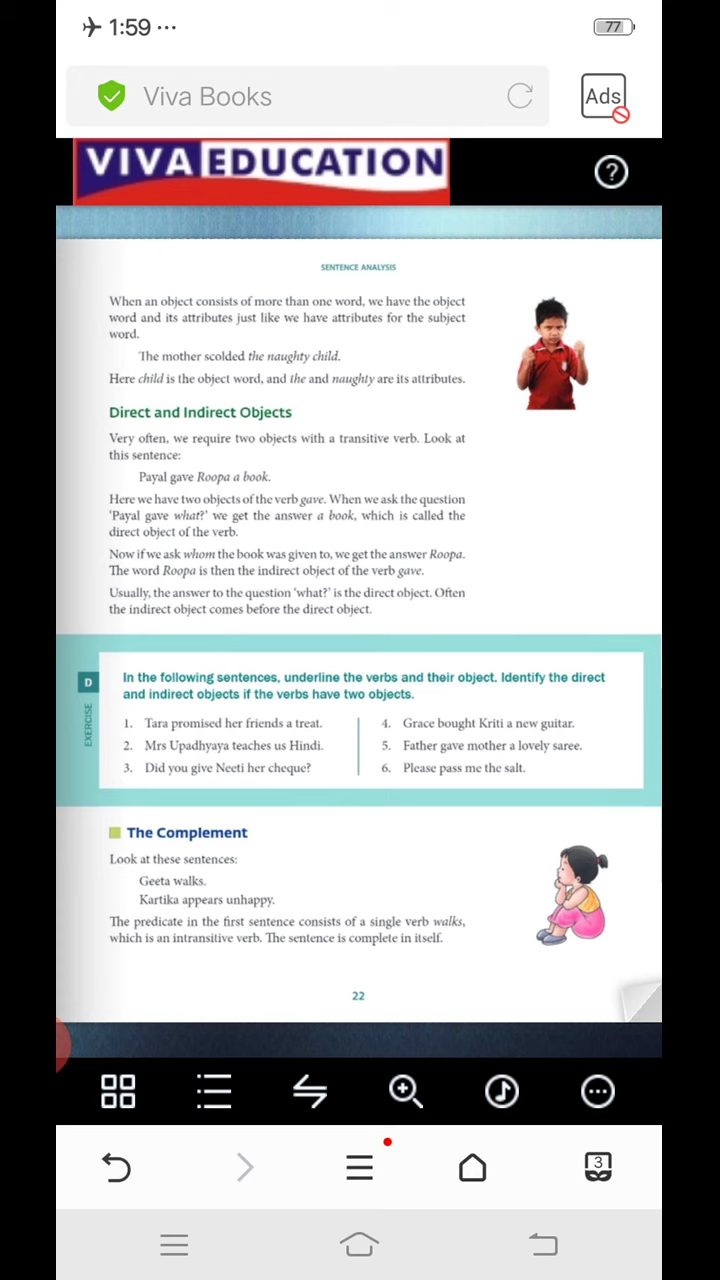 1:59 ···
77
Viva Books
Ads
VIVA EDUCATION
?
SENTENCE ANALYSIS
When an object consists of more than one word, we have the object
word and its attributes just like we have attributes for the subject
word.
The mother scolded the naughty child.
Here child is the object word, and the and naughty are its attributes.
Direct and Indirect Objects
Very often, we require two objects with a transitive verb. Look at
this sentence:
Payal gave Roopa a book.
Here we have two objects of the verb gave. When we ask the question
'Payal gave what?' we get the answer a book, which is called the
direct object of the verb.
Now if we ask whom the book was given to, we get the answer Roopa.
The word Roopa is then the indirect object of the verb gave.
Usually, the answer to the question 'what?' is the direct object. Often
the indirect object comes before the direct object.
D
EXERCISE
In the following sentences, underline the verbs and their object. Identify the direct
and indirect objects if the verbs have two objects.
1. Tara promised her friends a treat.
2. Mrs Upadhyaya teaches us Hindi.
3. Did you give Neeti her cheque?
4. Grace bought Kriti a new guitar.
5. Father gave mother a lovely saree.
6. Please pass me the salt.
The Complement
Look at these sentences:
Geeta walks.
Kartika appears unhappy.
The predicate in the first sentence consists of a single verb walks,
which is an intransitive verb. The sentence is complete in itself.
22
3